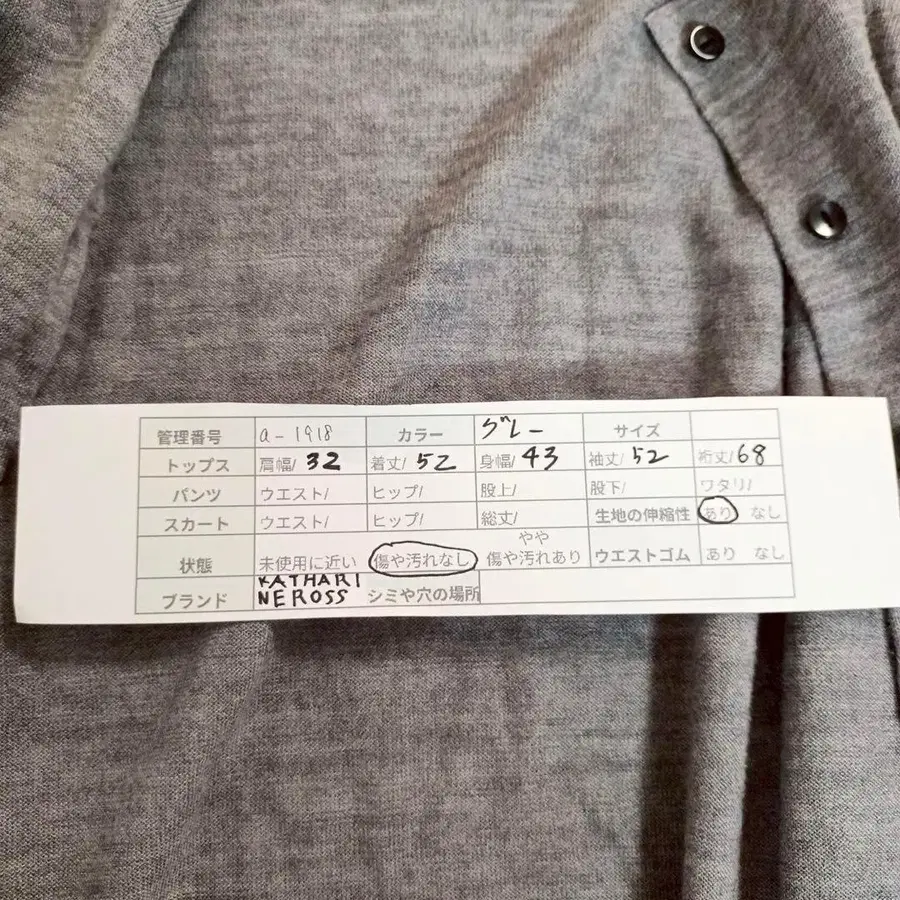 管理番号 a-1918 カラー グレー サイズ
トップス 肩幅/ 32 着丈/ 52 身幅/ 43 袖丈/ 52 裄丈/ 68
パンツ ウエスト/ ヒップ/ 股上/ 股下/ ワタリ/
スカート ウエスト/ ヒップ/ 総丈/ 生地の伸縮性 あり なし
やや
状態 未使用に近い 傷や汚れなし 傷や汚れあり ウエストゴム あり なし
KATHARI
ブランド NEROSS シミや穴の場所